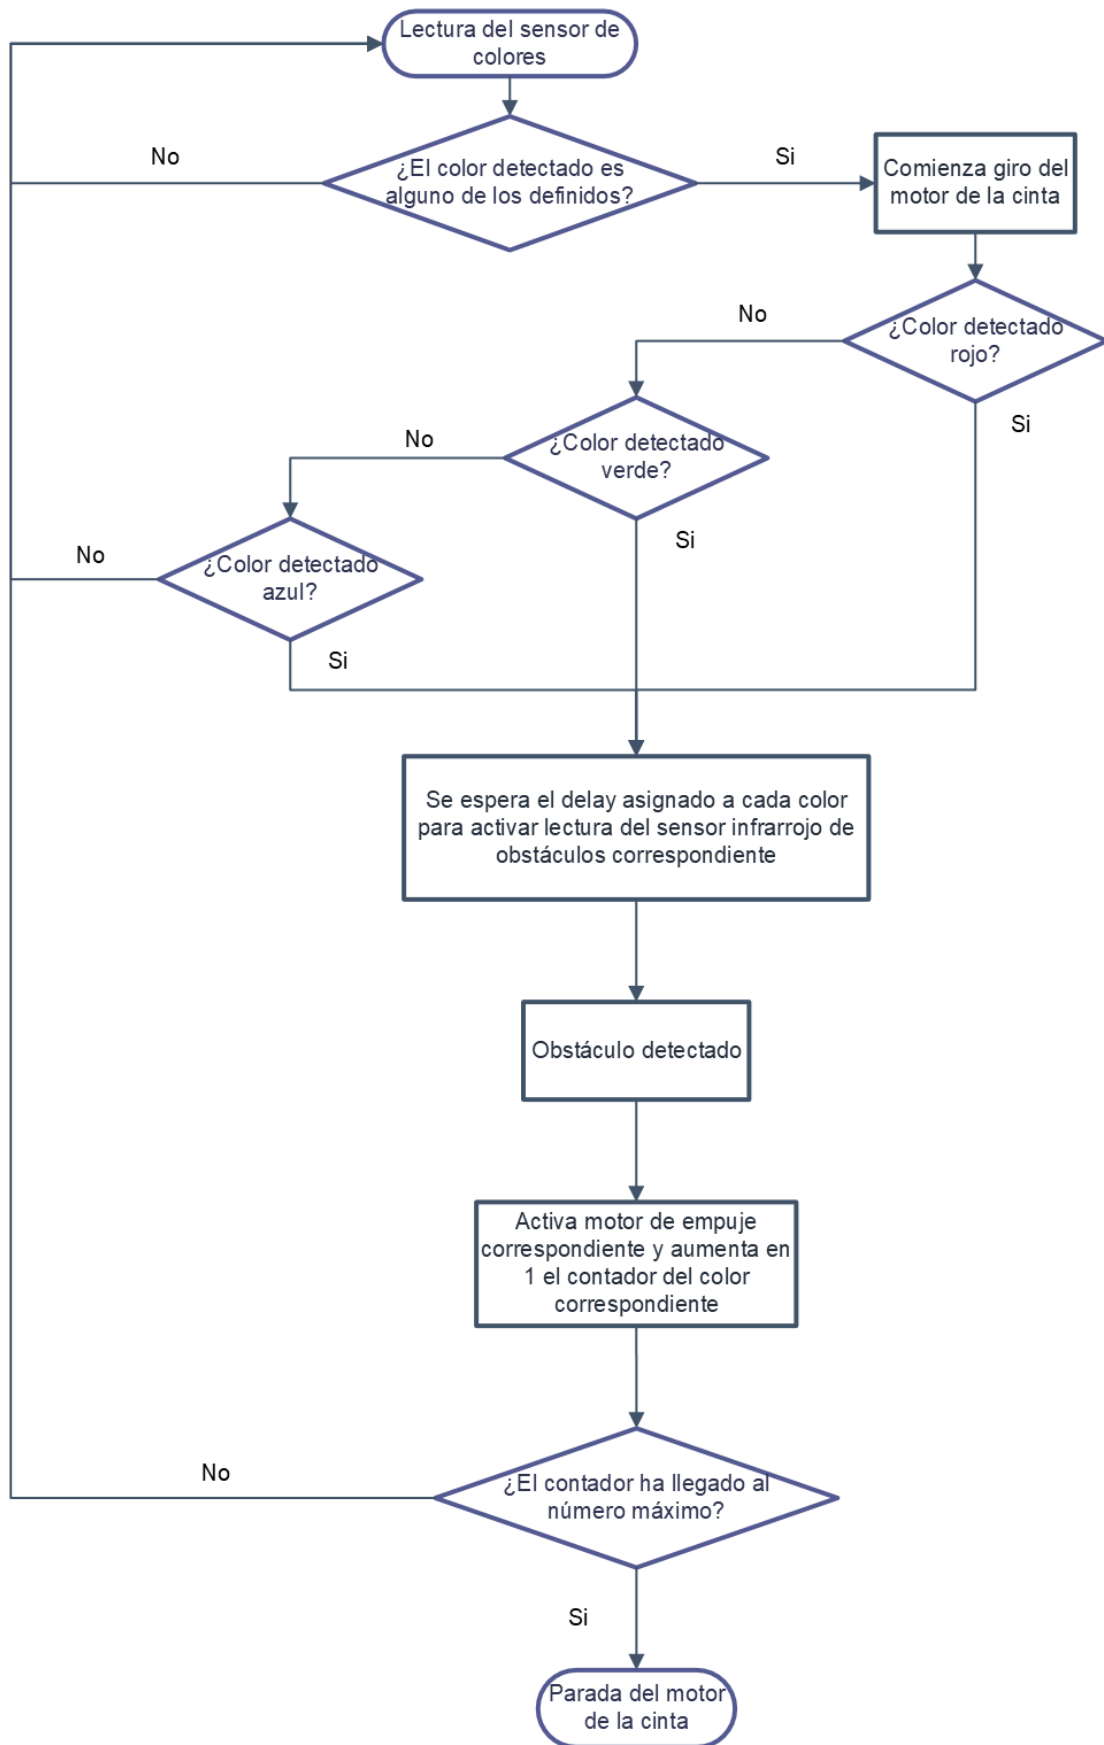 Lectura del sensor de
colores
No
¿El color detectado es
alguno de los definidos?
Si
Comienza giro del
motor de la cinta
No
¿Color detectado
rojo?
Si
No
¿Color detectado
verde?
Si
No
¿Color detectado
azul?
Si
Se espera el delay asignado a cada color
para activar lectura del sensor infrarrojo de
obstáculos correspondiente
Obstáculo detectado
Activa motor de empuje
correspondiente y aumenta en
1 el contador del color
correspondiente
No
¿El contador ha llegado al
número máximo?
Si
Parada del motor
de la cinta